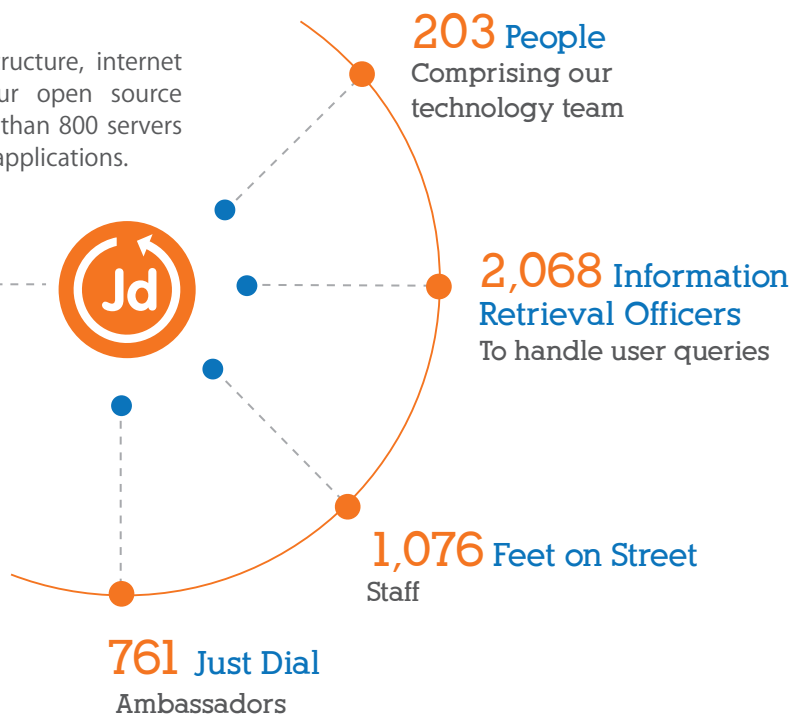 ructure, internet
ur open source
than 800 servers
applications.
203 People
Comprising our
technology team
Jd
2,068 Information
Retrieval Officers
To handle user queries
1,076 Feet on Street
Staff
761 Just Dial
Ambassadors